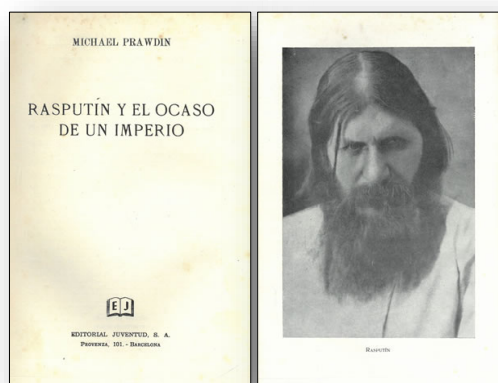 MICHAEL PRAWDIN
RASPUTÍN Y EL OCASO
DE UN IMPERIO
EJ
EDITORIAL JUVENTUD, S. A.
PROVENZA, 101. - BARCELONA
RASPUTÍN